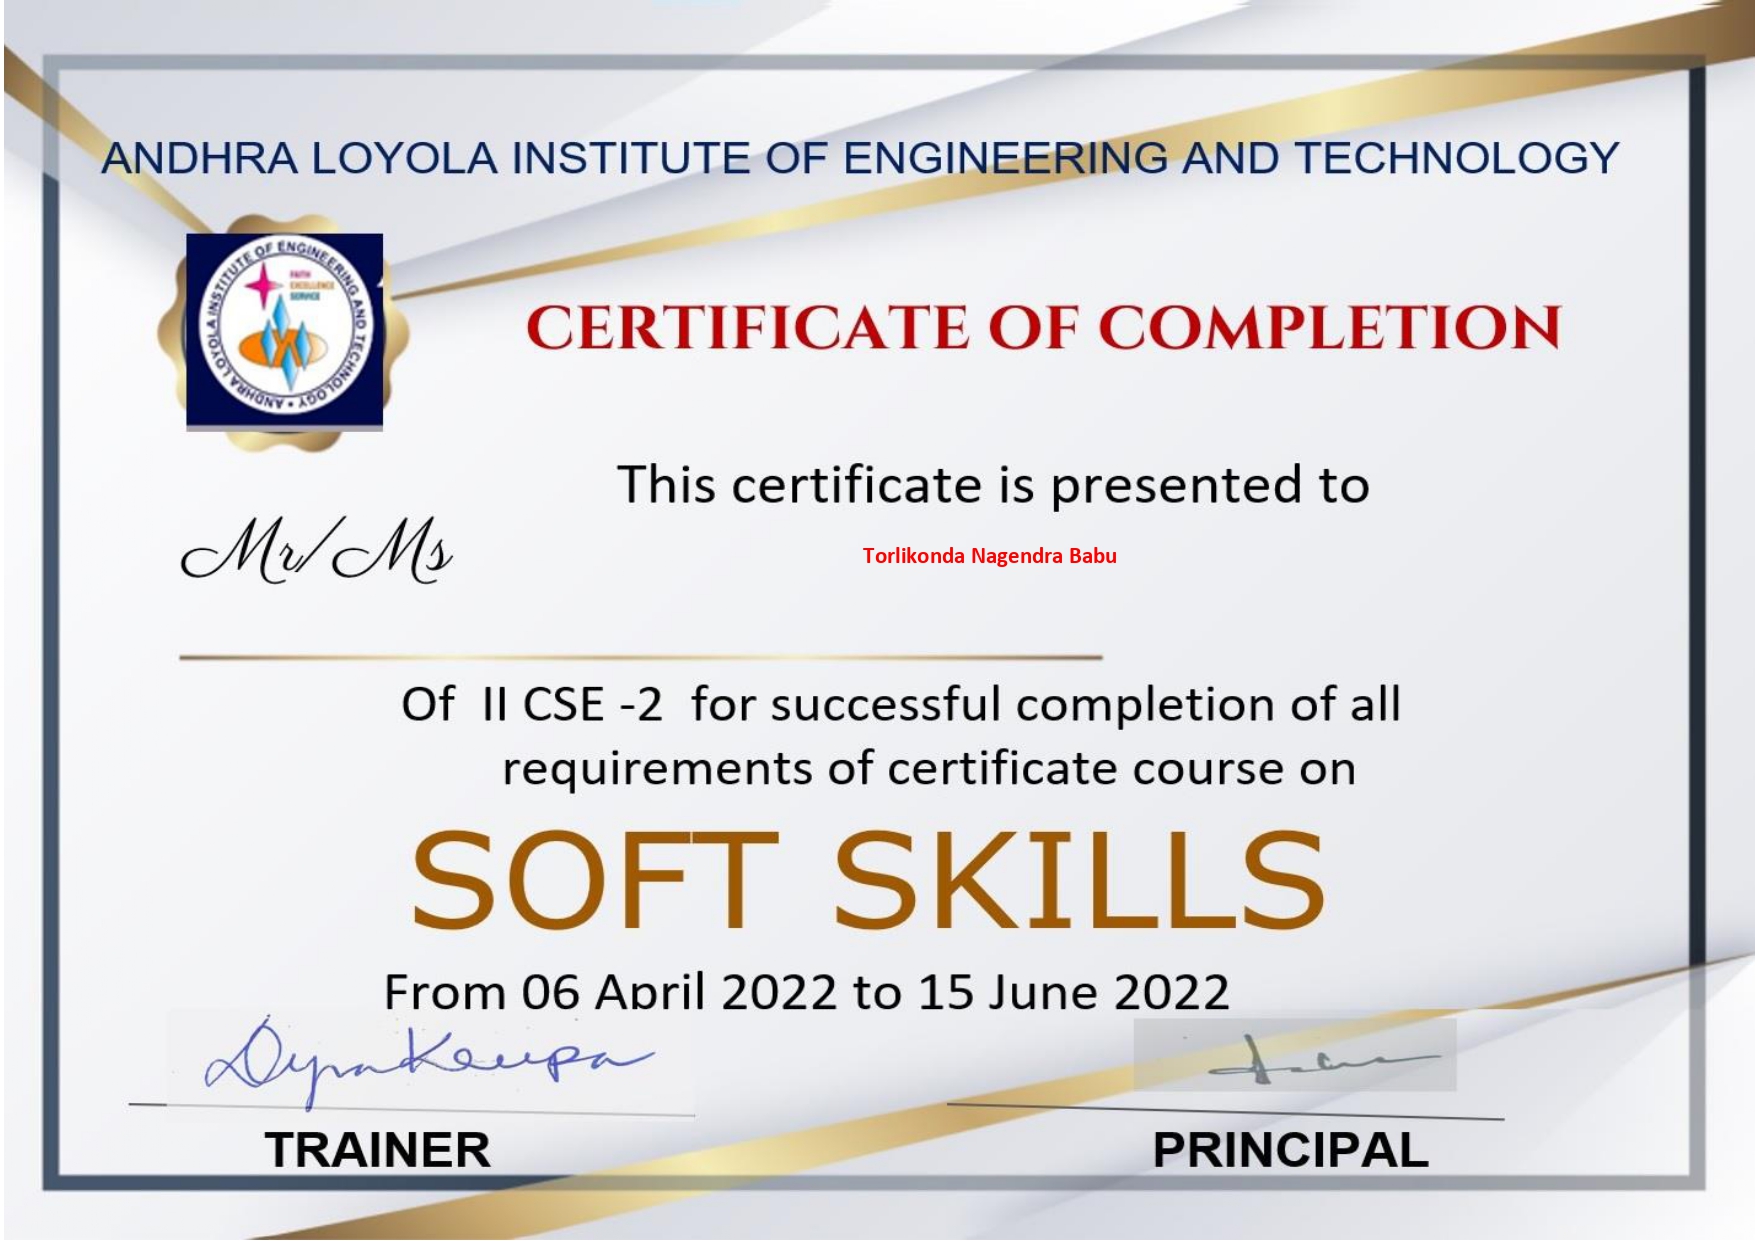 ANDHRA LOYOLA INSTITUTE OF ENGINEERING AND TECHNOLOGY
ANDHRA LOYOLA INSTITUTE OF ENGINEERING AND TECHNOLOGY
FAITH
EXCELLENCE
SERVICE
CERTIFICATE OF COMPLETION
This certificate is presented to
Mr/Ms
Torlikonda Nagendra Babu
Of II CSE -2 for successful completion of all
requirements of certificate course on
SOFT SKILLS
From 06 April 2022 to 15 June 2022
TRAINER
PRINCIPAL